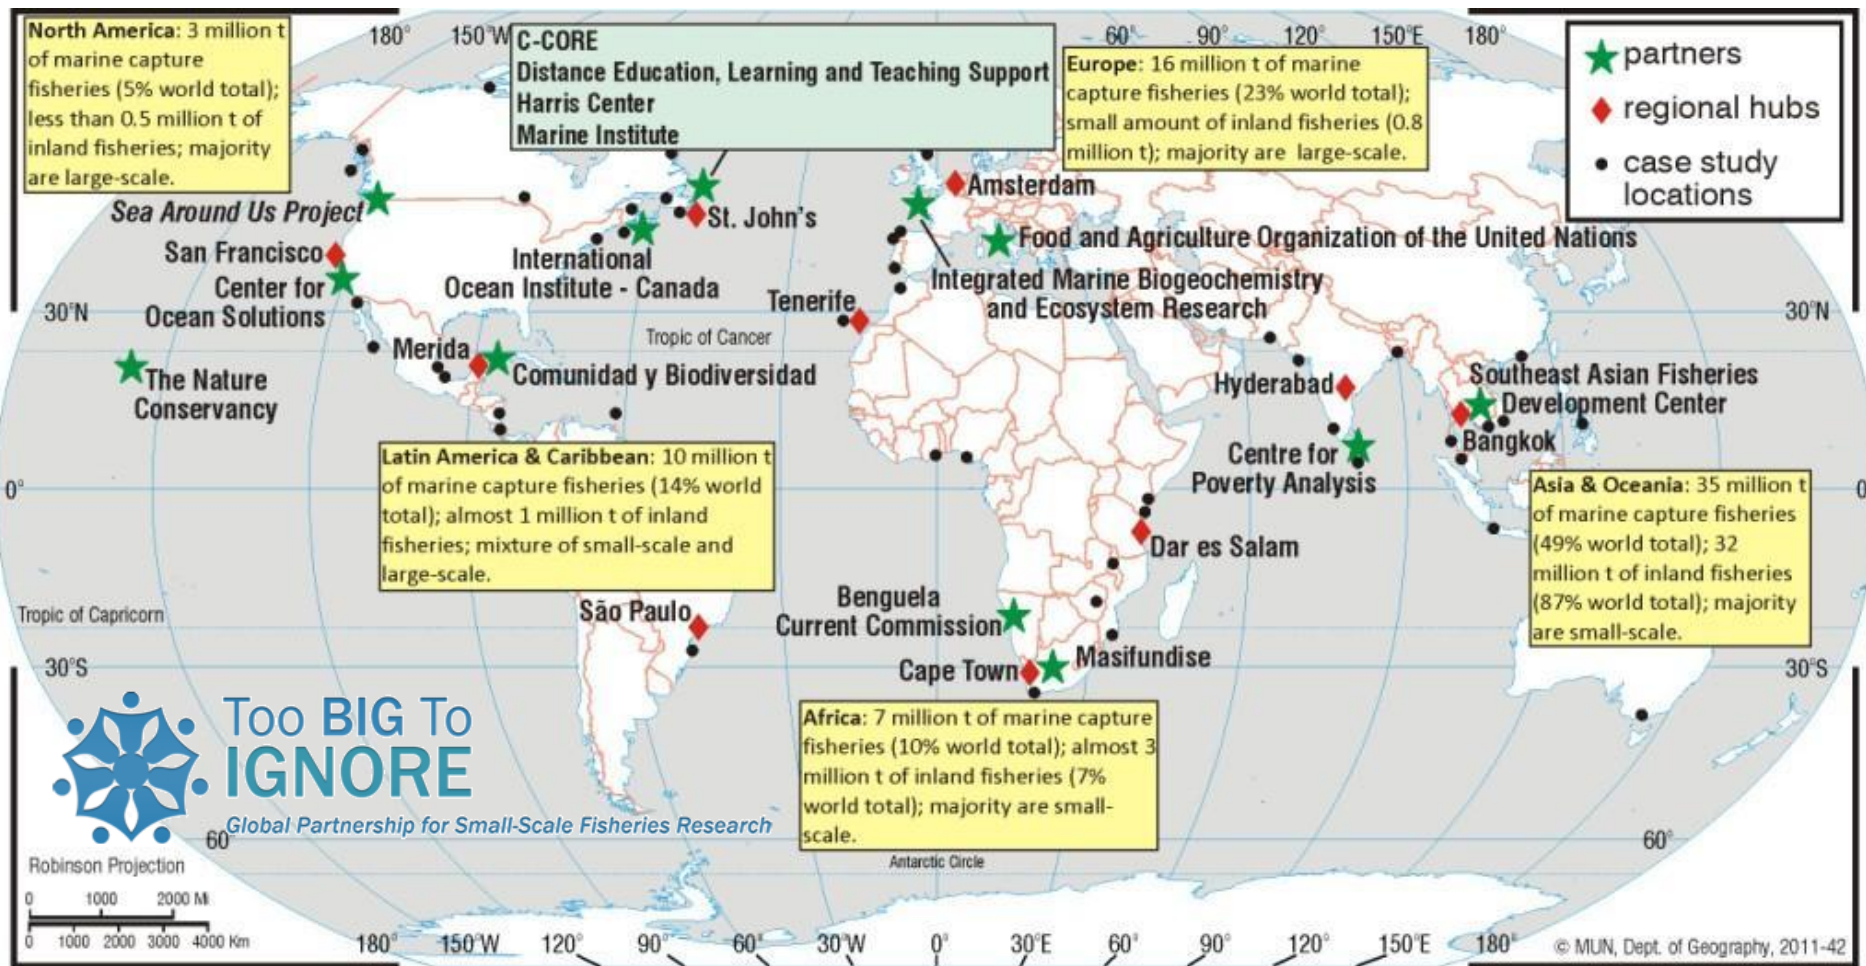 North America: 3 million t
of marine capture
fisheries (5% world total);
less than 0.5 million t of
inland fisheries; majority
are large-scale.
180°
150°W
C-CORE
Distance Education, Learning and Teaching Support
Harris Center
Marine Institute
60°
90°
120°
150°E
180°
Europe: 16 million t of marine
capture fisheries (23% world total);
small amount of inland fisheries (0.8
million t); majority are large-scale.
partners
regional hubs
case study
locations
Sea Around Us Project
St. John's
Amsterdam
San Francisco
Center for
Ocean Solutions
International
Ocean Institute - Canada
Food and Agriculture Organization of the United Nations
Integrated Marine Biogeochemistry
and Ecosystem Research
30°N
Tenerife
30°N
Tropic of Cancer
Merida
Comunidad y Biodiversidad
The Nature
Conservancy
Hyderabad
Southeast Asian Fisheries
Development Center
Bangkok
Centre for
Poverty Analysis
Latin America & Caribbean: 10 million t
of marine capture fisheries (14% world
total); almost 1 million t of inland
fisheries; mixture of small-scale and
large-scale.
0°
0
Asia & Oceania: 35 million t
of marine capture fisheries
(49% world total); 32
million t of inland fisheries
(87% world total); majority
are small-scale.
Dar es Salam
Tropic of Capricorn
São Paulo
Benguela
Current Commission
Cape Town
Masifundise
30°S
30°S
Africa: 7 million t of marine capture
fisheries (10% world total); almost 3
million t of inland fisheries (7%
world total); majority are small-
scale.
Too BIG To
IGNORE
Global Partnership for Small-Scale Fisheries Research
60°
60°
Antarctic Circle
Robinson Projection
0 1000 2000 Mi
0 1000 2000 3000 4000 Km
180°
150°W
120°
90°
60°
30°W
0°
30°E
60°
90°
120°
150°E
180°
© MUN, Dept. of Geography, 2011-42